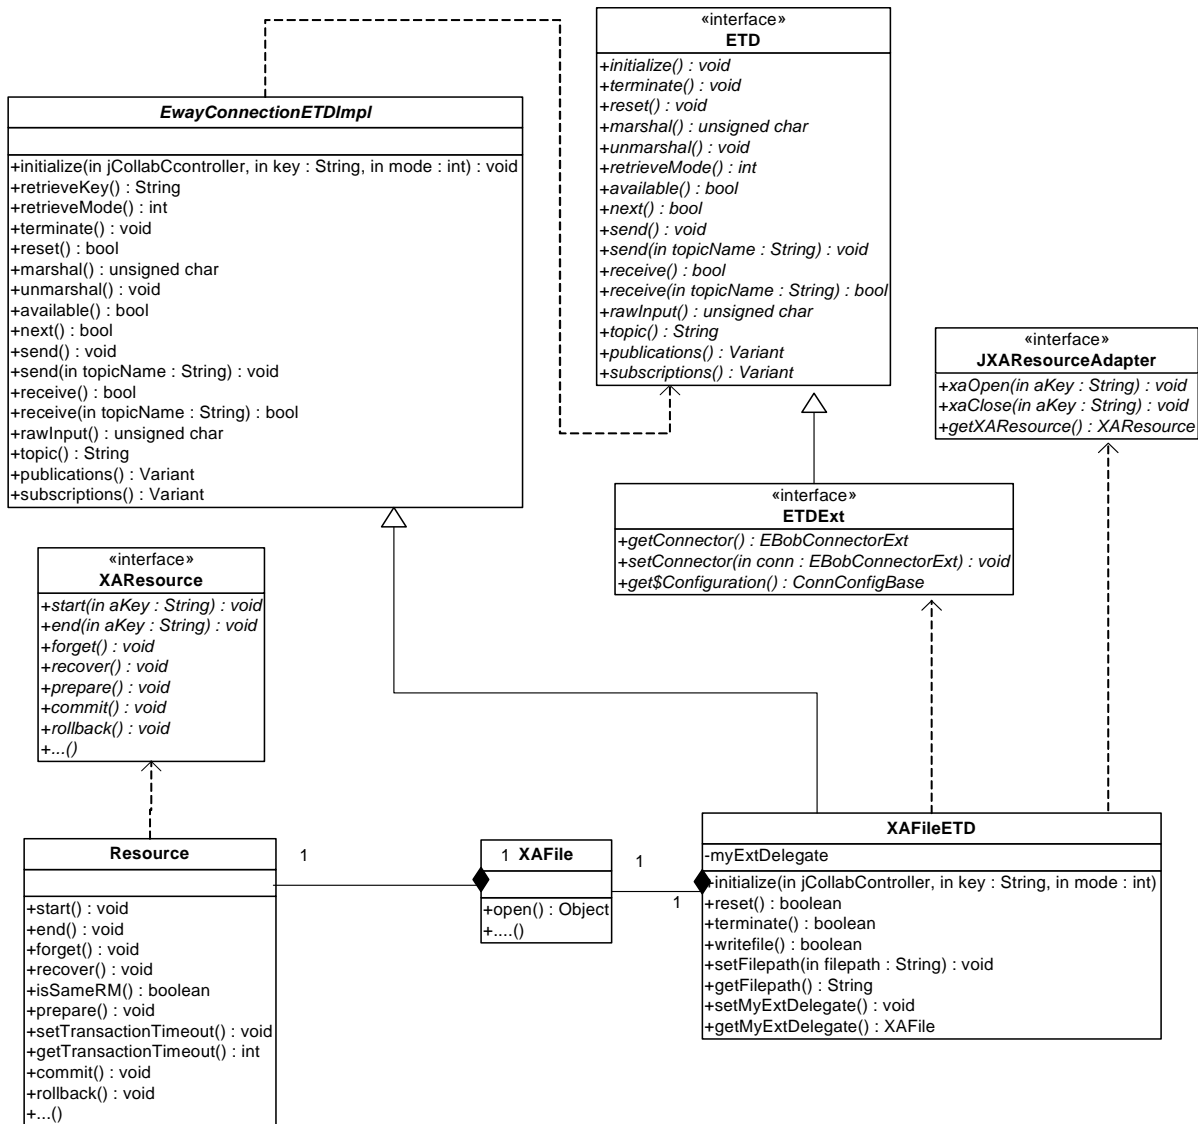 «interface»
ETD
+initialize() : void
+terminate() : void
+reset() : void
+marshal() : unsigned char
+unmarshal() : void
+retrieveMode() : int
+available() : bool
+next() : bool
+send() : void
+send(in topicName : String) : void
+receive() : bool
+receive(in topicName : String) : bool
+rawInput() : unsigned char
+topic() : String
+publications() : Variant
+subscriptions() : Variant
EwayConnectionETDImpl
+initialize(in jCollabCcontroller, in key : String, in mode : int) : void
+retrieveKey() : String
+retrieveMode() : int
+terminate() : void
+reset() : bool
+marshal() : unsigned char
+unmarshal() : void
+available() : bool
+next() : bool
+send() : void
+send(in topicName : String) : void
+receive() : bool
+receive(in topicName : String) : bool
+rawInput() : unsigned char
+topic() : String
+publications() : Variant
+subscriptions() : Variant
«interface»
JXAResourceAdapter
+xaOpen(in aKey : String) : void
+xaClose(in aKey : String) : void
+getXAResource() : XAResource
«interface»
ETDExt
+getConnector() : EBobConnectorExt
+setConnector(in conn : EBobConnectorExt) : void
+get$Configuration() : ConnConfigBase
«interface»
XAResource
+start(in aKey : String) : void
+end(in aKey : String) : void
+forget() : void
+recover() : void
+prepare() : void
+commit() : void
+rollback() : void
+...()
Resource
+start() : void
+end() : void
+forget() : void
+recover() : void
+isSameRM() : boolean
+prepare() : void
+setTransactionTimeout() : void
+getTransactionTimeout() : int
+commit() : void
+rollback() : void
+...()
1
1
XAFile
+open() : Object
+....()
1
1
XAFileETD
-myExtDelegate
+initialize(in jCollabController, in key : String, in mode : int)
+reset() : boolean
+terminate() : boolean
+writefile() : boolean
+setFilepath(in filepath : String) : void
+getFilepath() : String
+setMyExtDelegate() : void
+getMyExtDelegate() : XAFile